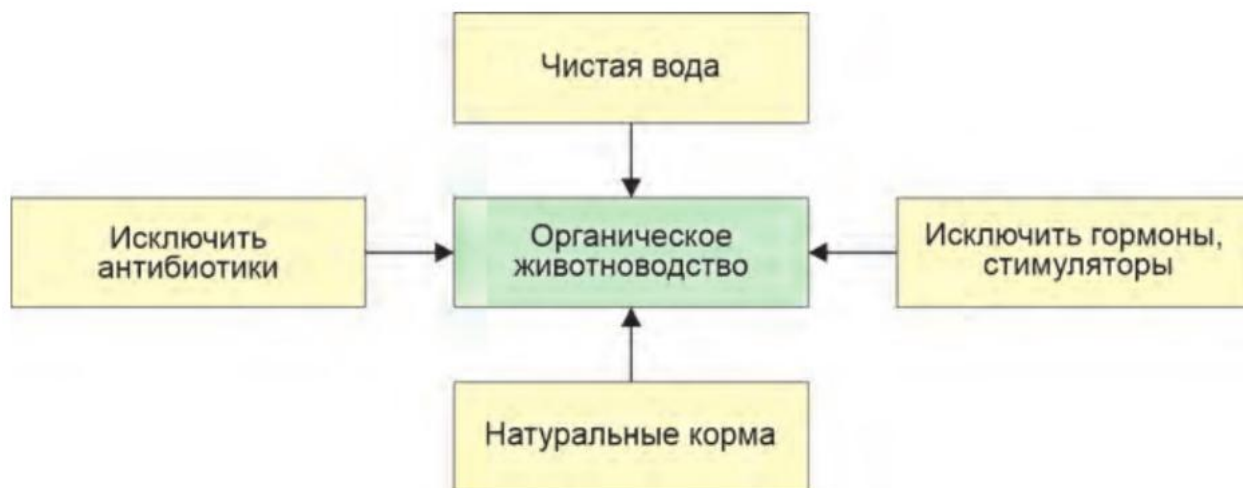 Чистая вода
Исключить
антибиотики
Органическое
животноводство
Исключить гормоны,
стимуляторы
Натуральные корма